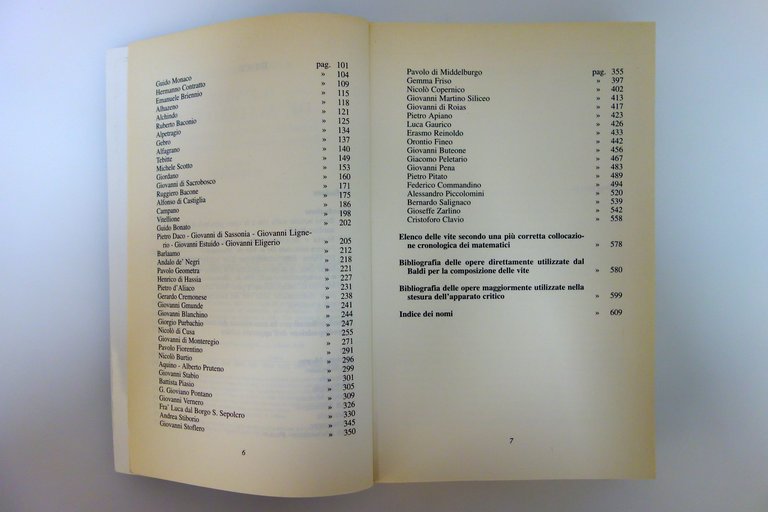 Guido Monaco pag. 101
Hermanno Contratto » 104
Emanuele Briennio » 109
Alhazeno » 115
Alchindo » 118
Ruberto Baconio » 121
Alpetragio » 125
Gebro » 134
Alfagrano » 137
Tebitte » 140
Michele Scotto » 149
Giordano » 153
Giovanni di Sacrobosco » 160
Ruggiero Bacone » 171
Alfonso di Castiglia » 175
Campano » 186
Vitellione » 198
Guido Bonato » 202
Pietro Daco - Giovanni di Sassonia - GiovanniLigne-
rio - Giovanni Estuido - Giovanni Eligerio » 205
Barlaamo » 212
Andalo de' Negri » 218
Pavolo Geometra » 221
Henrico di Hassia » 227
Pietro d'Aliaco » 231
Gerardo Cremonese » 238
Giovanni Gmunde » 241
Giovanni Blanchino » 244
Giorgio Purbachio » 247
Nicolò di Cusa » 255
Giovanni di Monteregio » 271
Pavolo Fiorentino » 291
Nicolò Burtio » 296
Aquino - Alberto Pruteno » 299
Giovanni Stabio » 301
Battista Piasio » 305
G. Gioviano Pontano » 309
Giovanni Vernero » 326
Fra' Luca dal Borgo S. Sepolcro » 330
Andrea Stiborio » 345
Giovanni Stoflero » 350
6
Pavolo di Middelburgo pag. 355
Gemma Friso » 397
Nicolò Copernico » 402
Giovanni Martino Siliceo » 413
Giovanni di Roias » 417
Pietro Apiano » 423
Luca Gaurico » 426
Erasmo Reinoldo » 433
Orontio Fineo » 442
Giovanni Buteone » 456
Giacomo Peletario » 467
Giovanni Pena » 483
Pietro Pitato » 489
Federico Commandino » 494
Alessandro Piccolomini » 520
Bernardo Salignaco » 539
Gioseffe Zarlino » 542
Cristoforo Clavio » 558
Elenco delle vite secondo una più corretta collocazio-
ne cronologica dei matematici » 578
Bibliografia delle opere direttamente utilizzate dal
Baldi per la composizione delle vite » 580
Bibliografia delle opere maggiormente utilizzate nella
stesura dell'apparato critico » 599
Indice dei nomi » 609
7